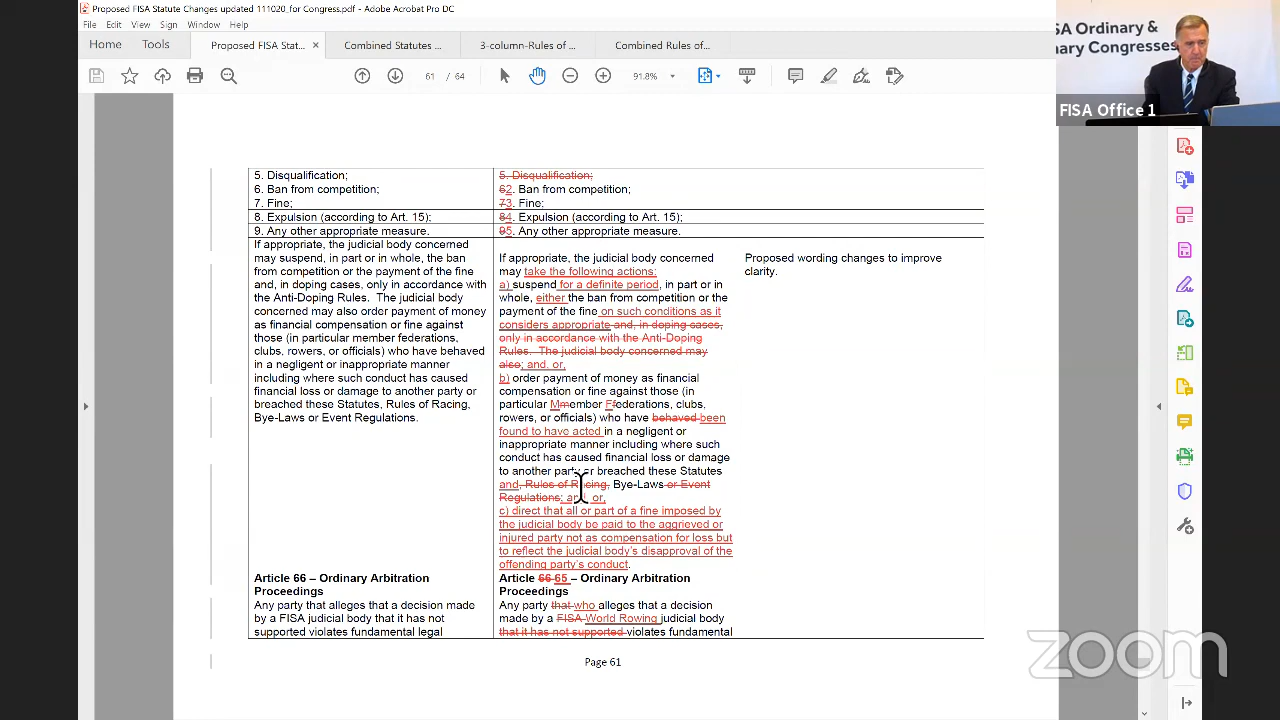 Proposed FISA Statute Changes updated 111020_for Congress.pdf - Adobe Acrobat Pro DC
File Edit View Sign Window Help
Home Tools Proposed FISA Stat... × Combined Statutes ... 3-column-Rules of ... Combined Rules of...
61 / 64 91.8%
SA Ordinary &
nary Congresses
FISA Office 1
5. Disqualification;
6. Ban from competition;
7. Fine;
8. Expulsion (according to Art. 15);
9. Any other appropriate measure.
If appropriate, the judicial body concerned
may suspend, in part or in whole, the ban
from competition or the payment of the fine
and, in doping cases, only in accordance with
the Anti-Doping Rules. The judicial body
concerned may also order payment of money
as financial compensation or fine against
those (in particular member federations,
clubs, rowers, or officials) who have behaved
in a negligent or inappropriate manner
including where such conduct has caused
financial loss or damage to another party or
breached these Statutes, Rules of Racing,
Bye-Laws or Event Regulations.
Article 66 – Ordinary Arbitration
Proceedings
Any party that alleges that a decision made
by a FISA judicial body that it has not
supported violates fundamental legal
5. Disqualification;
62. Ban from competition;
73. Fine;
84. Expulsion (according to Art. 15);
95. Any other appropriate measure.
If appropriate, the judicial body concerned
may take the following actions:
a) suspend for a definite period, in part or in
whole, either the ban from competition or the
payment of the fine on such conditions as it
considers appropriate and, in doping cases,
only in accordance with the Anti-Doping
Rules. The judicial body concerned may
also; and. or,
b) order payment of money as financial
compensation or fine against those (in
particular Mmember Ffederations, clubs,
rowers, or officials) who have behaved been
found to have acted in a negligent or
inappropriate manner including where such
conduct has caused financial loss or damage
to another party or breached these Statutes
and, Rules of Racing, Bye-Laws or Event
Regulations; and. or,
c) direct that all or part of a fine imposed by
the judicial body be paid to the aggrieved or
injured party not as compensation for loss but
to reflect the judicial body's disapproval of the
offending party's conduct.
Article 66 65 – Ordinary Arbitration
Proceedings
Any party that who alleges that a decision
made by a FISA World Rowing judicial body
that it has not supported violates fundamental
Proposed wording changes to improve
clarity.
Page 61
zoom